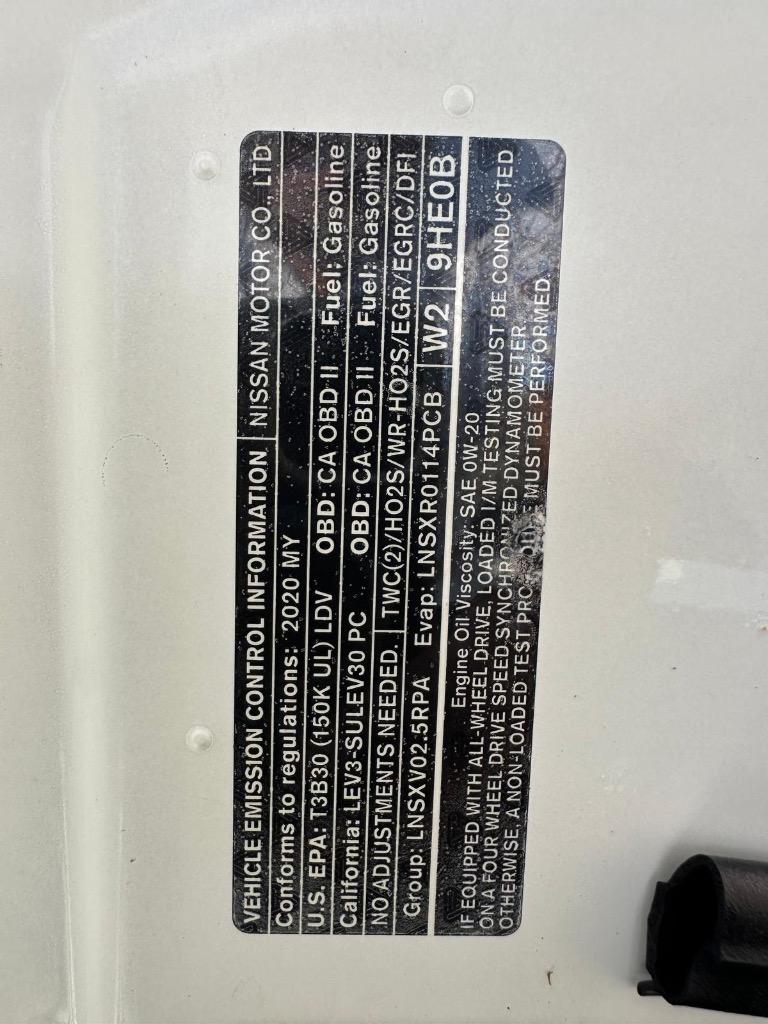 VEHICLE EMISSION CONTROL INFORMATION NISSAN MOTOR CO., LTD
Conforms to regulations: 2020 MY
U.S. EPA: T3B30 (150K UL) LDV OBD: CA OBD II Fuel: Gasoline
California: LEV3-SULEV30 PC OBD: CA OBD II Fuel: Gasoline
NO ADJUSTMENTS NEEDED. TWC(2)/HO2S/WR-HO2S/EGR/EGRC/DFI
Group: LNSXV02.5RPA Evap: LNSXR0114PCB W2 9HE0B
Engine Oil Viscosity: SAE 0W-20
IF EQUIPPED WITH ALL-WHEEL DRIVE, LOADED I/M TESTING MUST BE CONDUCTED
ON A FOUR WHEEL DRIVE SPEED SYNCHRONIZED DYNAMOMETER.
OTHERWISE, A NON-LOADED TEST MUST BE PERFORMED.